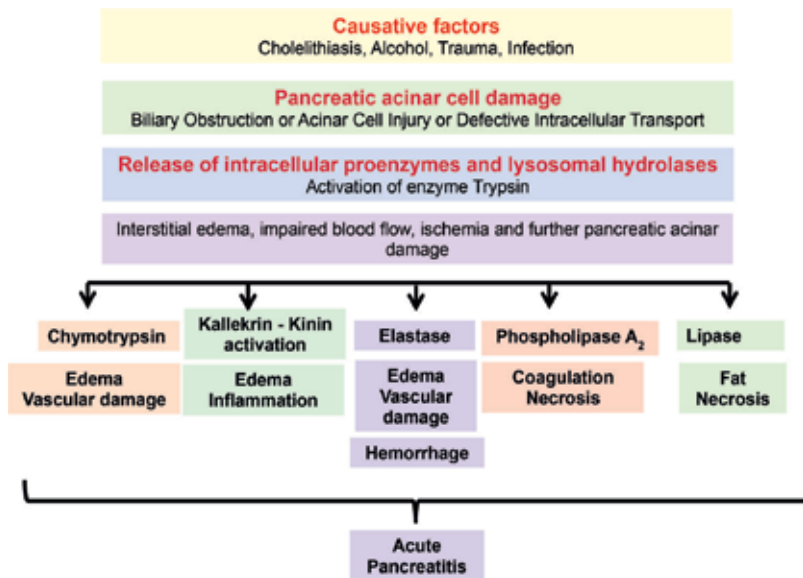 Causative factors
Cholelithiasis, Alcohol, Trauma, Infection
Pancreatic acinar cell damage
Biliary Obstruction or Acinar Cell Injury or Defective Intracellular Transport
Release of intracellular proenzymes and lysosomal hydrolases
Activation of enzyme Trypsin
Interstitial edema, impaired blood flow, ischemia and further pancreatic acinar
damage
Chymotrypsin
Kallekrin - Kinin
activation
Elastase
Phospholipase A₂
Lipase
Edema
Vascular damage
Edema
Inflammation
Edema
Vascular
damage
Coagulation
Necrosis
Fat
Necrosis
Hemorrhage
Acute
Pancreatitis